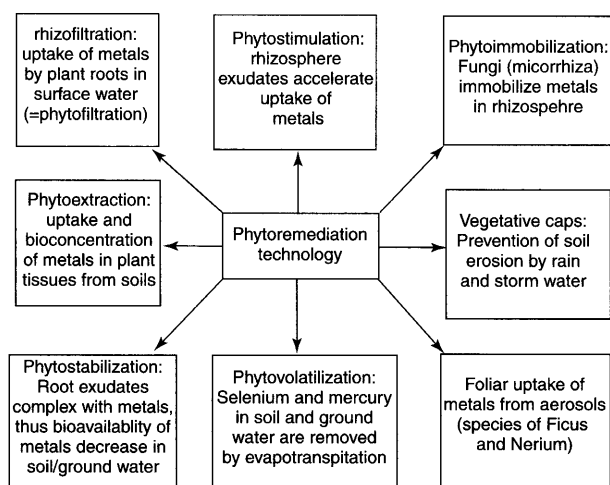 rhizofiltration:
uptake of metals
by plant roots in
surface water
(=phytofiltration)
Phytostimulation:
rhizosphere
exudates accelerate
uptake of
metals
Phytoimmobilization:
Fungi (micorrhiza)
immobilize metals
in rhizospehre
Phytoextraction:
uptake and
bioconcentration
of metals in plant
tissues from soils
Phytoremediation
technology
Vegetative caps:
Prevention of soil
erosion by rain
and storm water
Phytostabilization:
Root exudates
complex with metals,
thus bioavailablity of
metals decrease in
soil/ground water
Phytovolatilization:
Selenium and mercury
in soil and ground
water are removed
by evapotranspitation
Foliar uptake of
metals from aerosols
(species of Ficus
and Nerium)